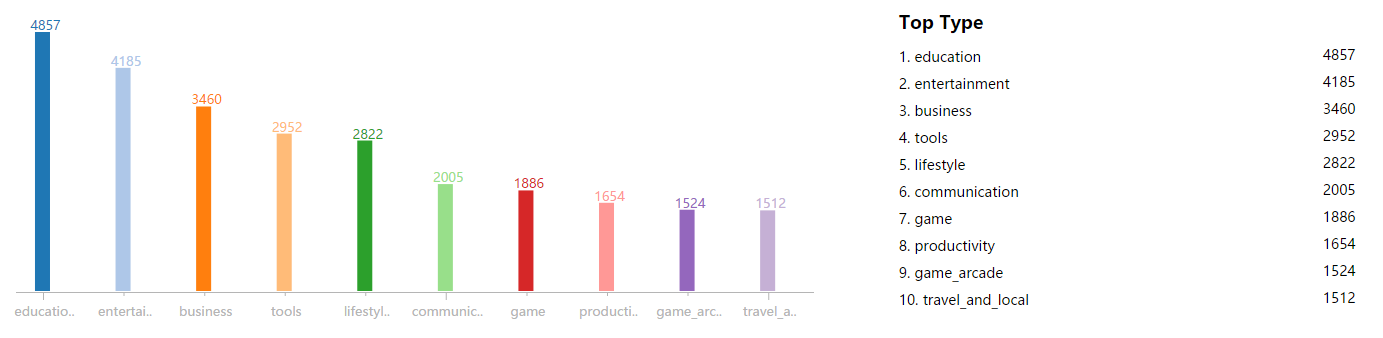 4857
4185
3460
2952
2822
2005
1886
1654
1524
1512
educatio..
entertai..
business
tools
lifestyl..
communic..
game
producti..
game_arc..
travel_a..
Top Type
1. education 4857
2. entertainment 4185
3. business 3460
4. tools 2952
5. lifestyle 2822
6. communication 2005
7. game 1886
8. productivity 1654
9. game_arcade 1524
10. travel_and_local 1512